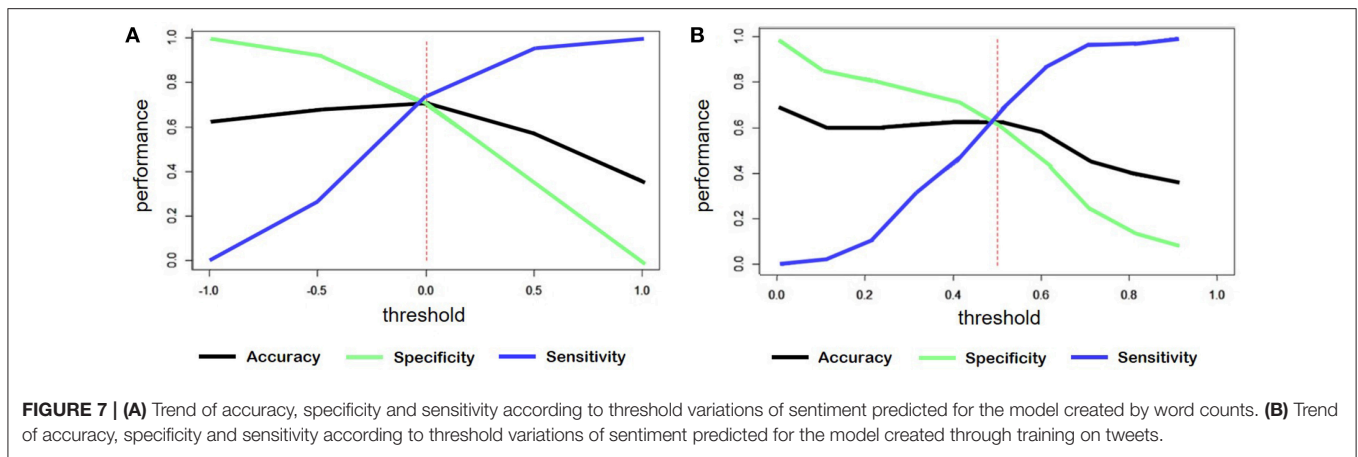 A
performance
1.0
0.8
0.6
0.4
0.2
0.0
-1.0 -0.5 0.0 0.5 1.0
threshold
Accuracy Specificity Sensitivity
B
performance
1.0
0.8
0.6
0.4
0.2
0.0
0.0 0.2 0.4 0.6 0.8 1.0
threshold
Accuracy Specificity Sensitivity
FIGURE 7 | (A) Trend of accuracy, specificity and sensitivity according to threshold variations of sentiment predicted for the model created by word counts. (B) Trend
of accuracy, specificity and sensitivity according to threshold variations of sentiment predicted for the model created through training on tweets.